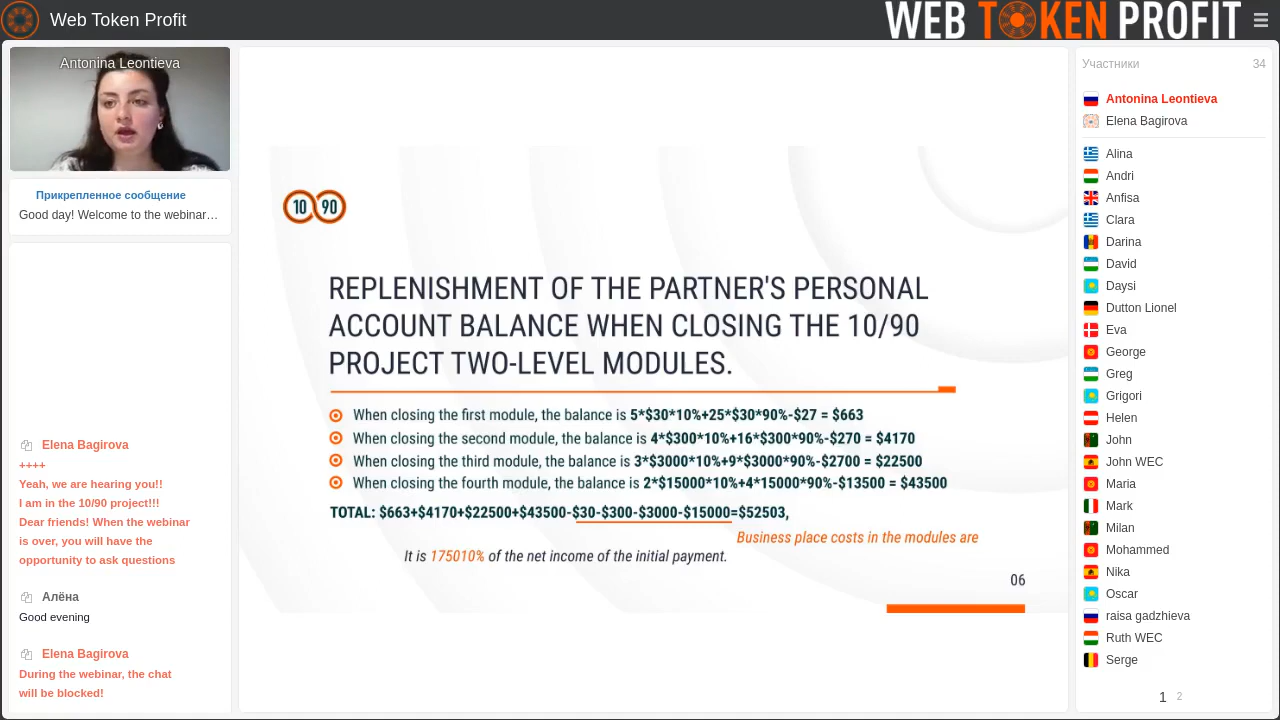 Web Token Profit
WEB TOKEN PROFIT
Antonina Leontieva
Прикрепленное сообщение
Good day! Welcome to the webinar…
Elena Bagirova
++++
Yeah, we are hearing you!!
I am in the 10/90 project!!!
Dear friends! When the webinar
is over, you will have the
opportunity to ask questions
Алёна
Good evening
Elena Bagirova
During the webinar, the chat
will be blocked!
10 90
REPLENISHMENT OF THE PARTNER'S PERSONAL
ACCOUNT BALANCE WHEN CLOSING THE 10/90
PROJECT TWO-LEVEL MODULES.
When closing the first module, the balance is 5*$30*10%+25*$30*90%-$27 = $663
When closing the second module, the balance is 4*$300*10%+16*$300*90%-$270 = $4170
When closing the third module, the balance is 3*$3000*10%+9*$3000*90%-$2700 = $22500
When closing the fourth module, the balance is 2*$15000*10%+4*15000*90%-$13500 = $43500
TOTAL: $663+$4170+$22500+$43500-$30-$300-$3000-$15000=$52503,
Business place costs in the modules are
It is 175010% of the net income of the initial payment.
06
Участники 34
Antonina Leontieva
Elena Bagirova
Alina
Andri
Anfisa
Clara
Darina
David
Daysi
Dutton Lionel
Eva
George
Greg
Grigori
Helen
John
John WEC
Maria
Mark
Milan
Mohammed
Nika
Oscar
raisa gadzhieva
Ruth WEC
Serge
1 2